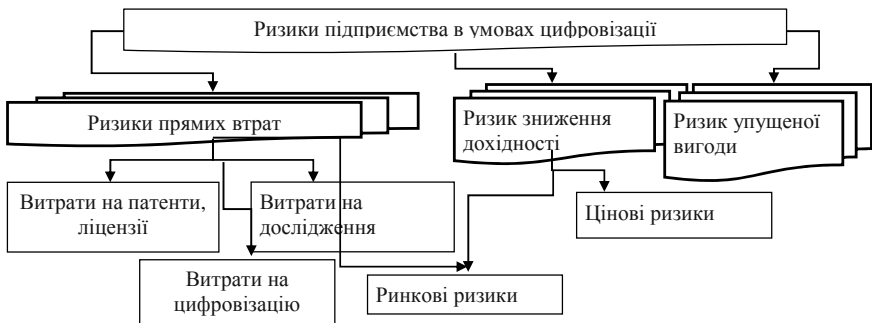 Ризики підприємства в умовах цифровізації
Ризики прямих втрат
Ризик зниження
дохідності
Ризик упущеної
вигоди
Витрати на патенти,
ліцензії
Витрати на
дослідження
Цінові ризики
Витрати на
цифровізацію
Ринкові ризики